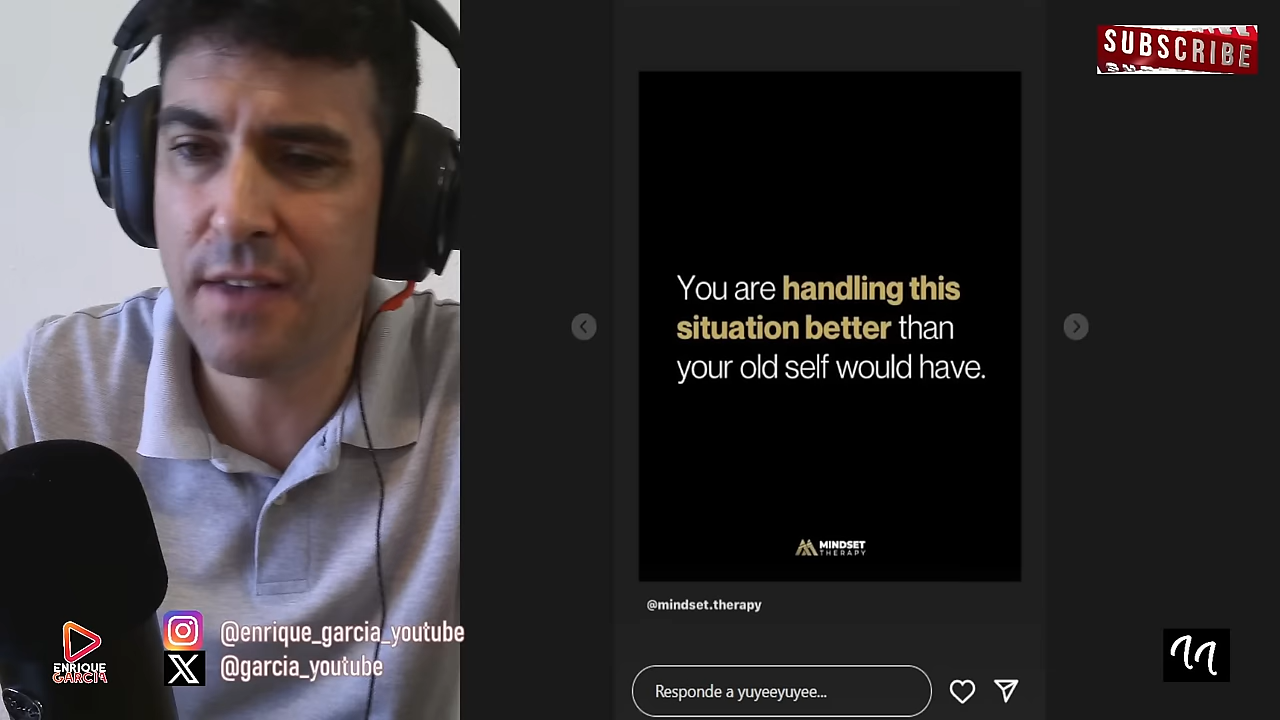 SUBSCRIBE
You are handling this
situation better than
your old self would have.
MINDSET
THERAPY
@mindset.therapy
Responde a yuyeeyuyee...
ENRIQUE
GARCIA
@enrique_garcia_youtube
@garcia_youtube